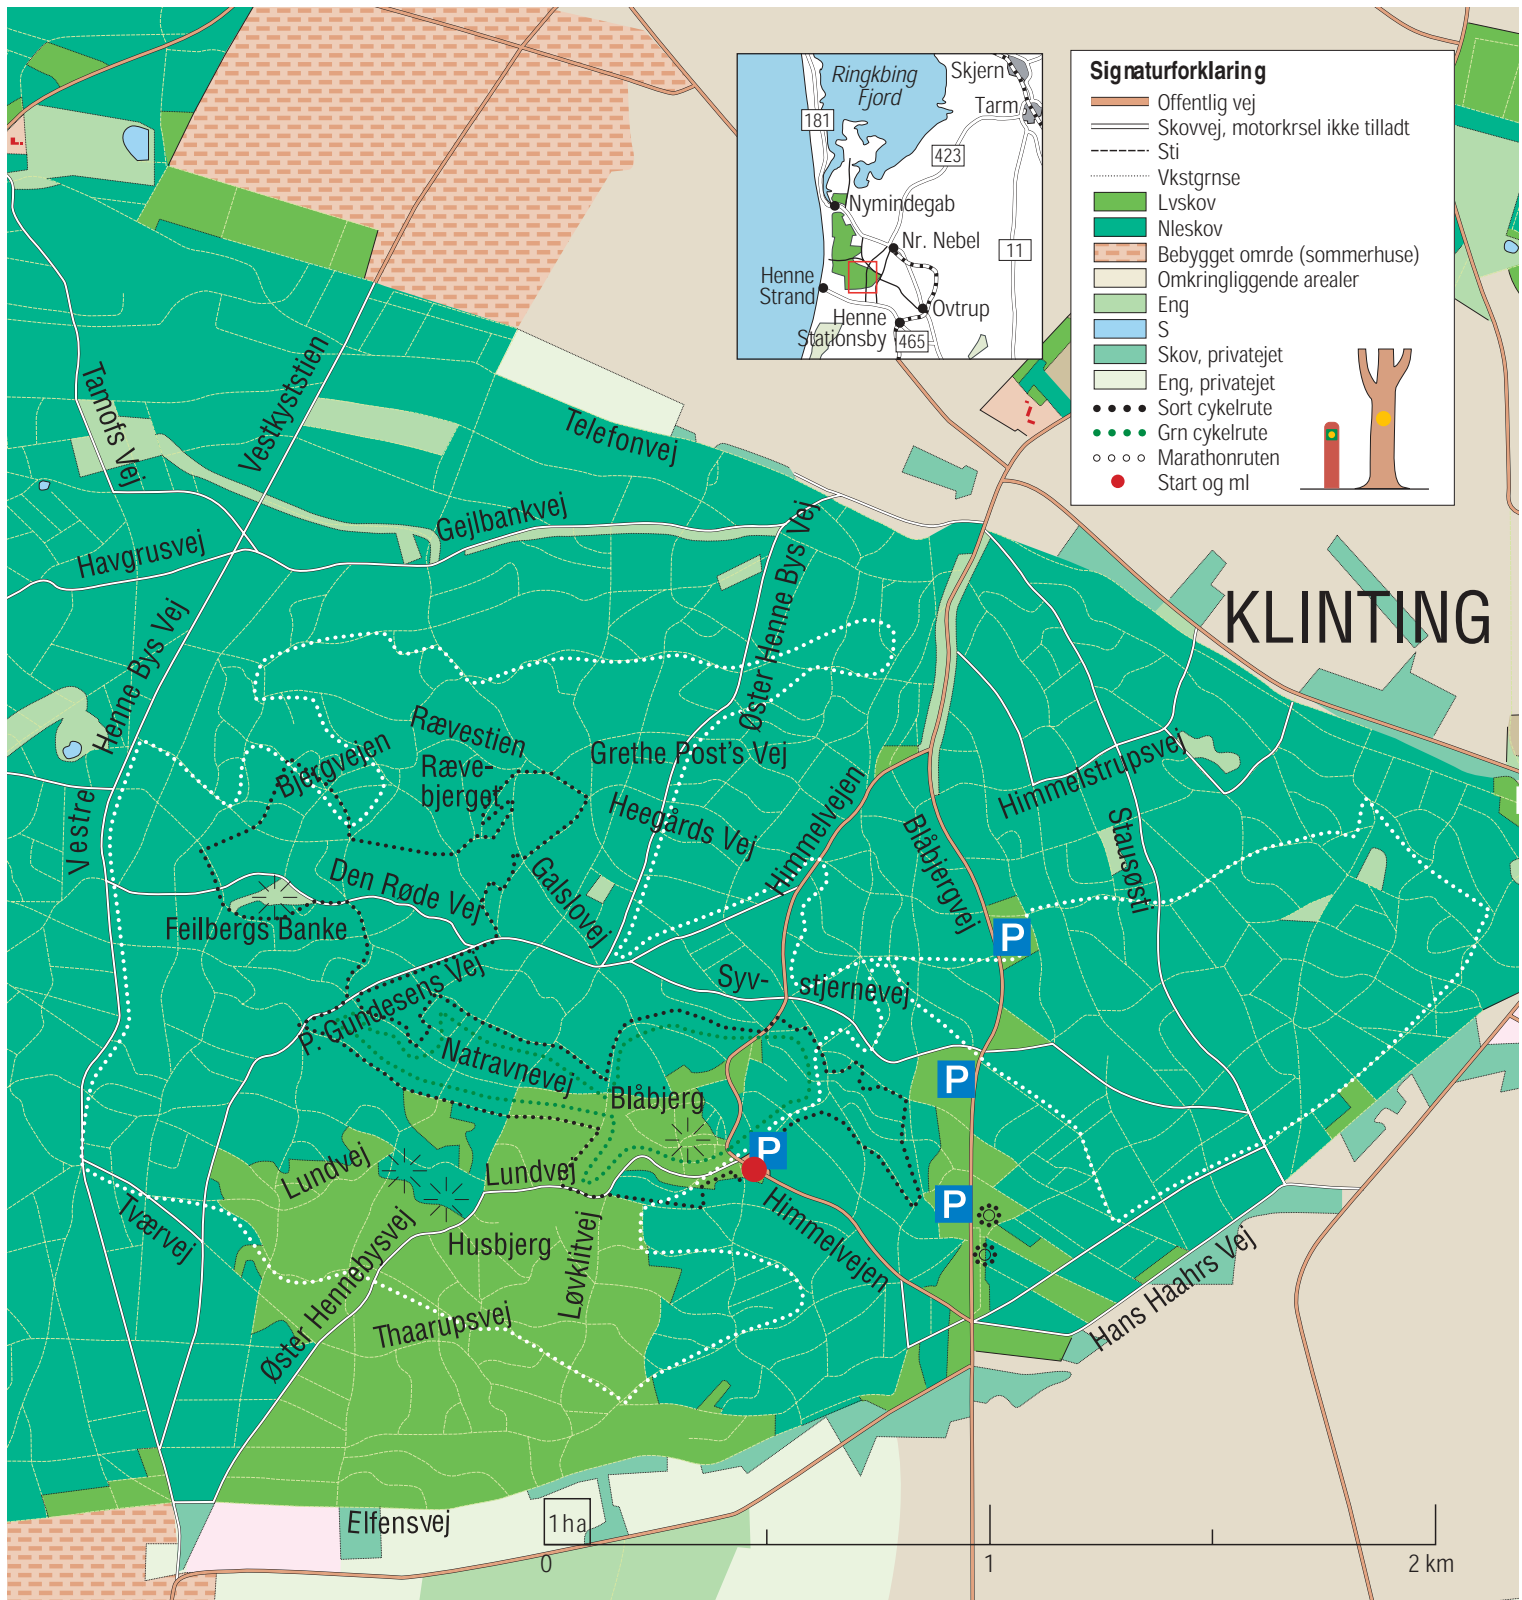 Ringkbing
Fjord
Skjern
Tarm
181
423
Nymindegab
Nr. Nebel
11
Henne
Strand
Ovtrup
Henne
Stationsby
465
Signaturforklaring
Offentlig vej
Skovvej, motorkrsel ikke tilladt
Sti
Vkstgrnse
Lvskov
Nleskov
Bebygget omrde (sommerhuse)
Omkringliggende arealer
Eng
S
Skov, privatejet
Eng, privatejet
Sort cykelrute
Grn cykelrute
Marathonruten
Start og ml
Tamofs Vej
Vestkyststien
Telefonvej
Gejlbankvej
Havgrusvej
Øster Henne Bys Vej
KLINTING
Vestre
Henne Bys Vej
Rævestien
Bjergvejen
Ræve-
bjerget
Grethe Post's Vej
Heegårds Vej
Himmelvejen
Himmelstrupsvej
Blåbjergvej
Stausøsti
Den Røde Vej
Galslovej
Feilbergs Banke
P
Syv-
stjernevej
P. Gundesens Vej
Natravnevej
Blåbjerg
P
P
Lundvej
Lundvej
P
Tværvej
Husbjerg
Løvklitvej
Himmelvejen
Øster Hennebysvej
Thaarupsvej
Hans Haahrs Vej
Elfensvej
1ha
0
1
2 km